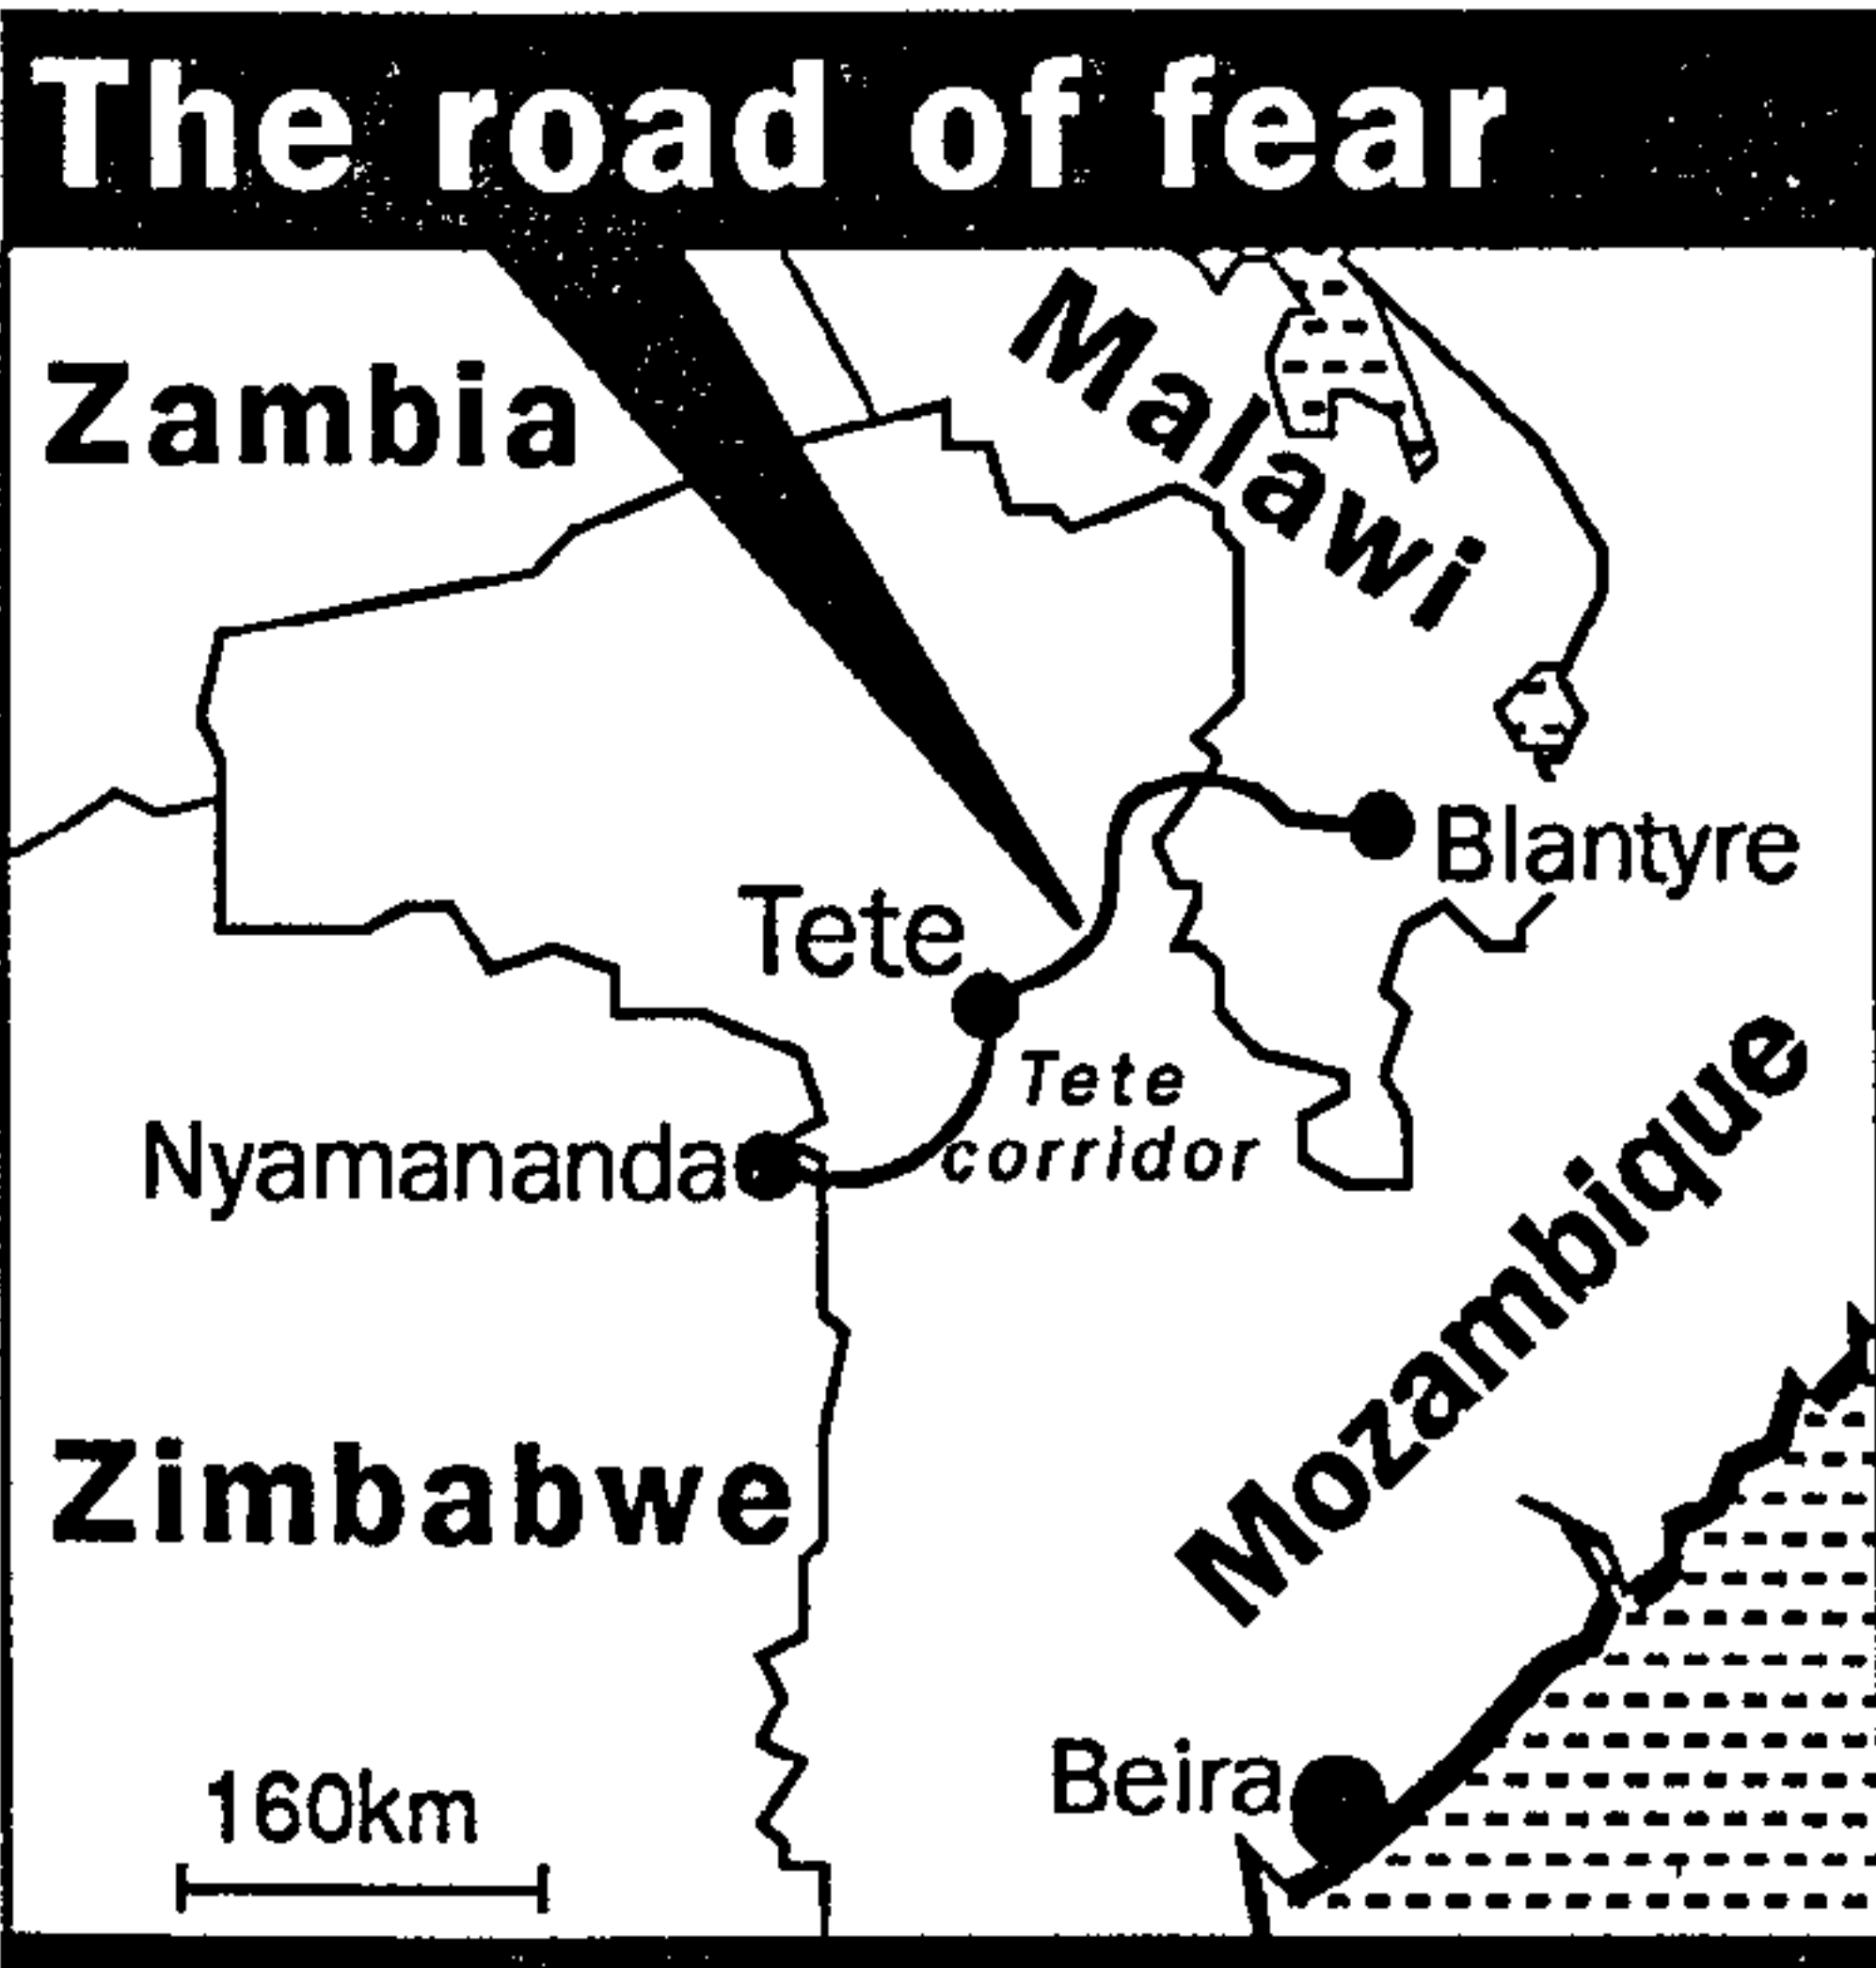 The road of fear
Zambia
Malawi
Blantyre
Tete
Tete
corridor
Nyamananda
Mozambique
Zimbabwe
Beira
160km